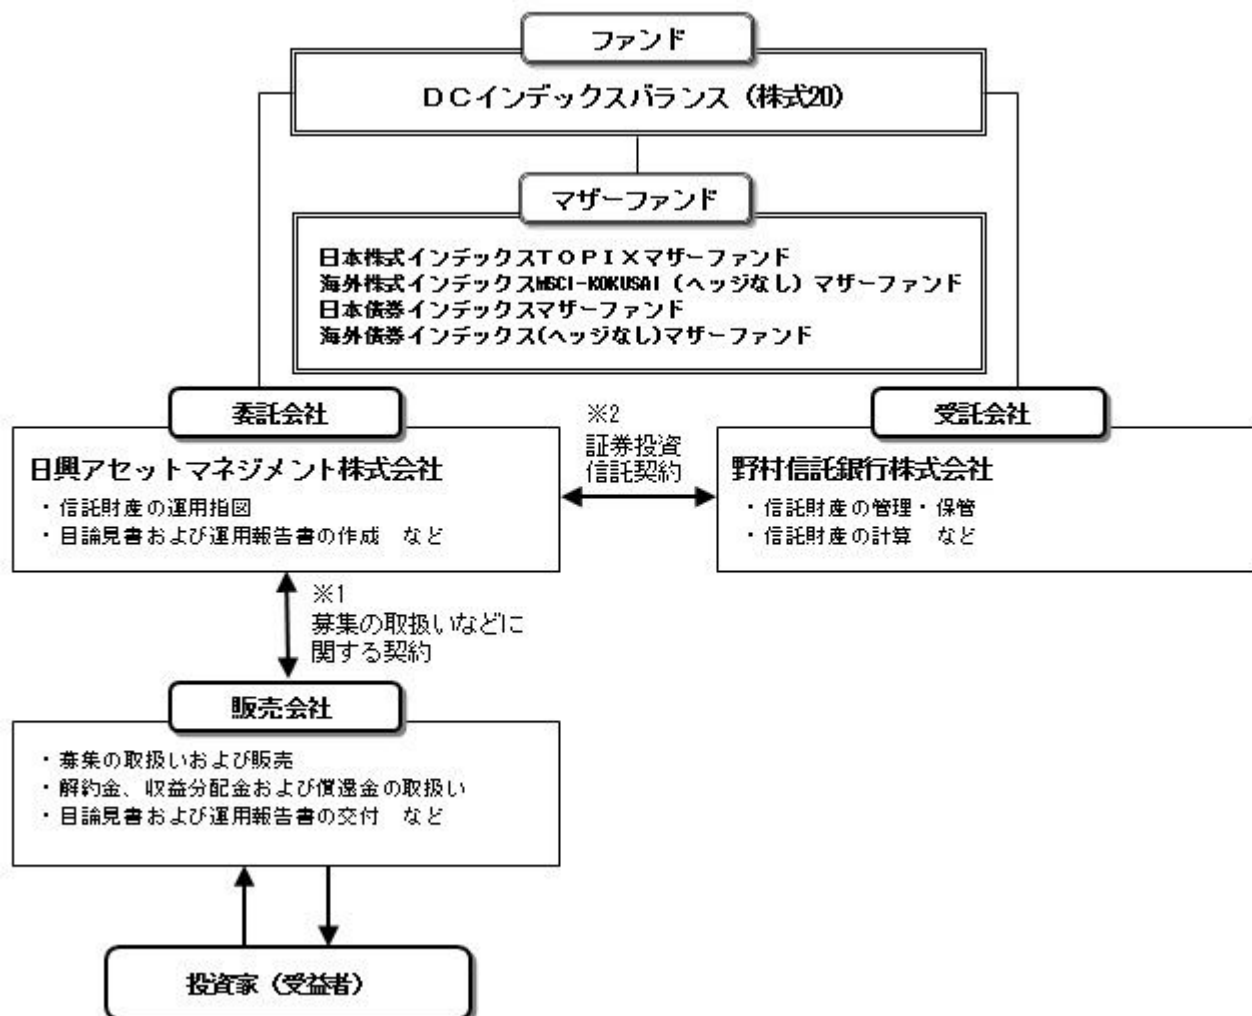 ファンド
DCインデックスバランス（株式20）
マザーファンド
日本株式インデックスTOPIXマザーファンド
海外株式インデックスMSCI-KOKUSAI（ヘッジなし）マザーファンド
日本債券インデックスマザーファンド
海外債券インデックス(ヘッジなし)マザーファンド
委託会社
日興アセットマネジメント株式会社
・信託財産の運用指図
・目論見書および運用報告書の作成　など
※2
証券投資
信託契約
受託会社
野村信託銀行株式会社
・信託財産の管理・保管
・信託財産の計算　など
※1
募集の取扱いなどに
関する契約
販売会社
・募集の取扱いおよび販売
・解約金、収益分配金および償還金の取扱い
・目論見書および運用報告書の交付　など
投資家（受益者）